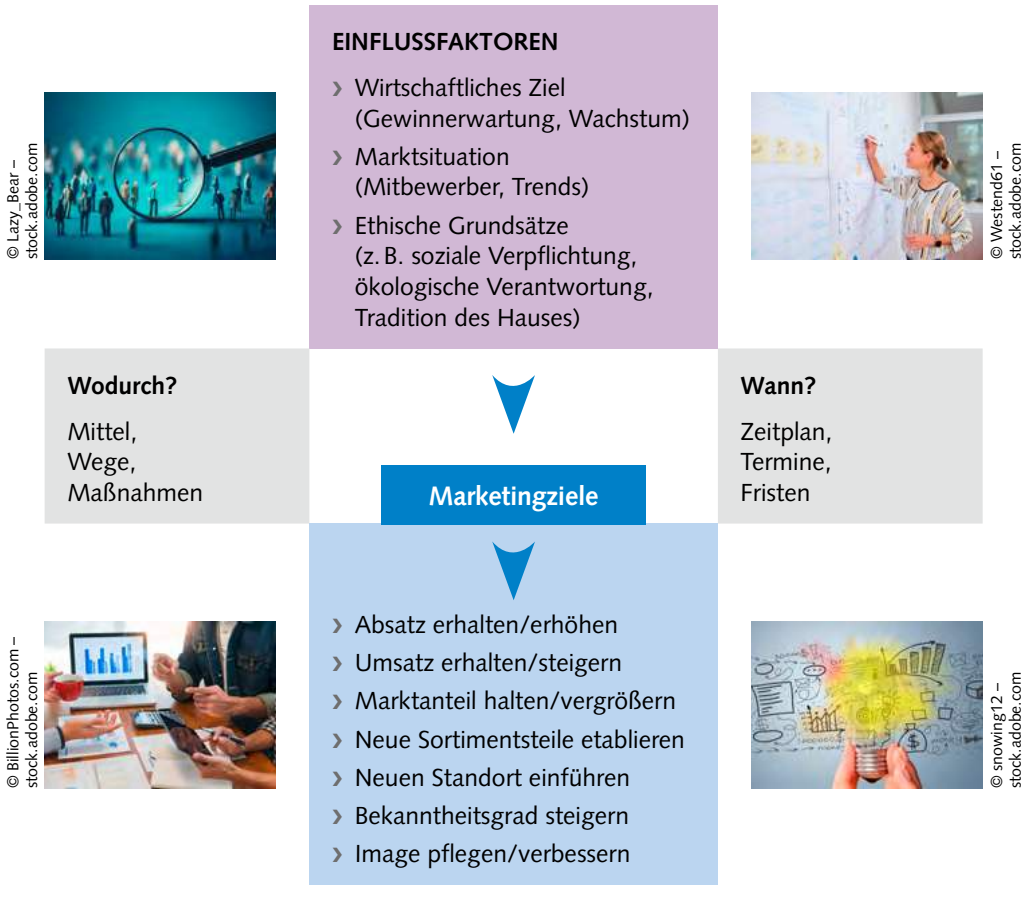 EINFLUSSFAKTOREN
› Wirtschaftliches Ziel
(Gewinnerwartung, Wachstum)
› Marktsituation
(Mitbewerber, Trends)
› Ethische Grundsätze
(z. B. soziale Verpflichtung,
ökologische Verantwortung,
Tradition des Hauses)
© Lazy_Bear –
stock.adobe.com
© Westend61 –
stock.adobe.com
Wodurch?
Mittel,
Wege,
Maßnahmen
Marketingziele
Wann?
Zeitplan,
Termine,
Fristen
› Absatz erhalten/erhöhen
› Umsatz erhalten/steigern
› Marktanteil halten/vergrößern
› Neue Sortimentsteile etablieren
› Neuen Standort einführen
› Bekanntheitsgrad steigern
› Image pflegen/verbessern
© BillionPhotos.com –
stock.adobe.com
© snowing12 –
stock.adobe.com